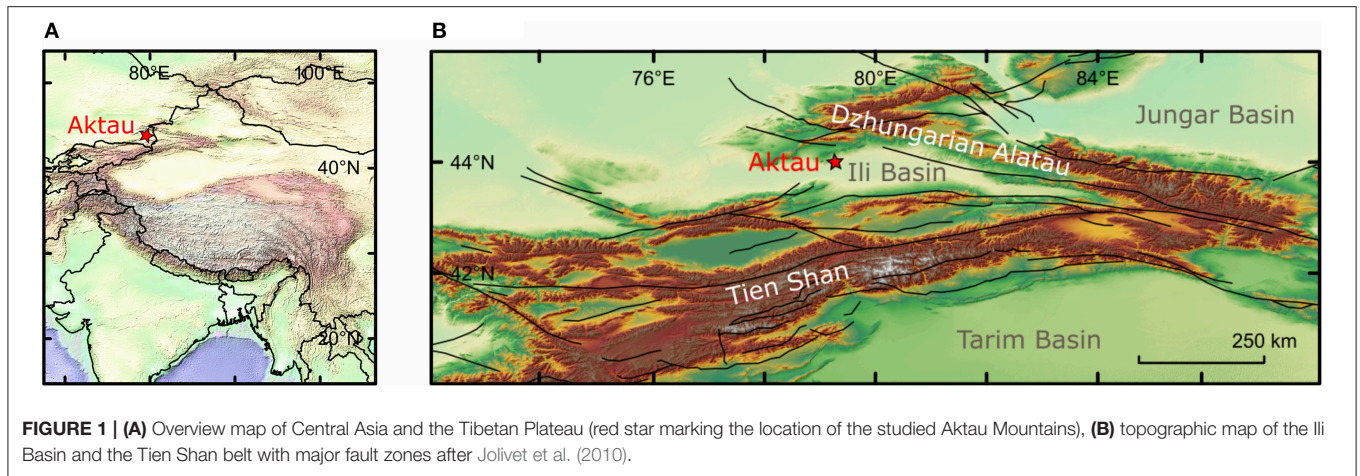 A
B
80°E
100°E
Aktau
40°N
20°N
76°E
80°E
84°E
Dzhungarian Alatau
Jungar Basin
44°N
Aktau
Ili Basin
42°N
Tien Shan
Tarim Basin
250 km
FIGURE 1 | (A) Overview map of Central Asia and the Tibetan Plateau (red star marking the location of the studied Aktau Mountains), (B) topographic map of the Ili
Basin and the Tien Shan belt with major fault zones after Jolivet et al. (2010).